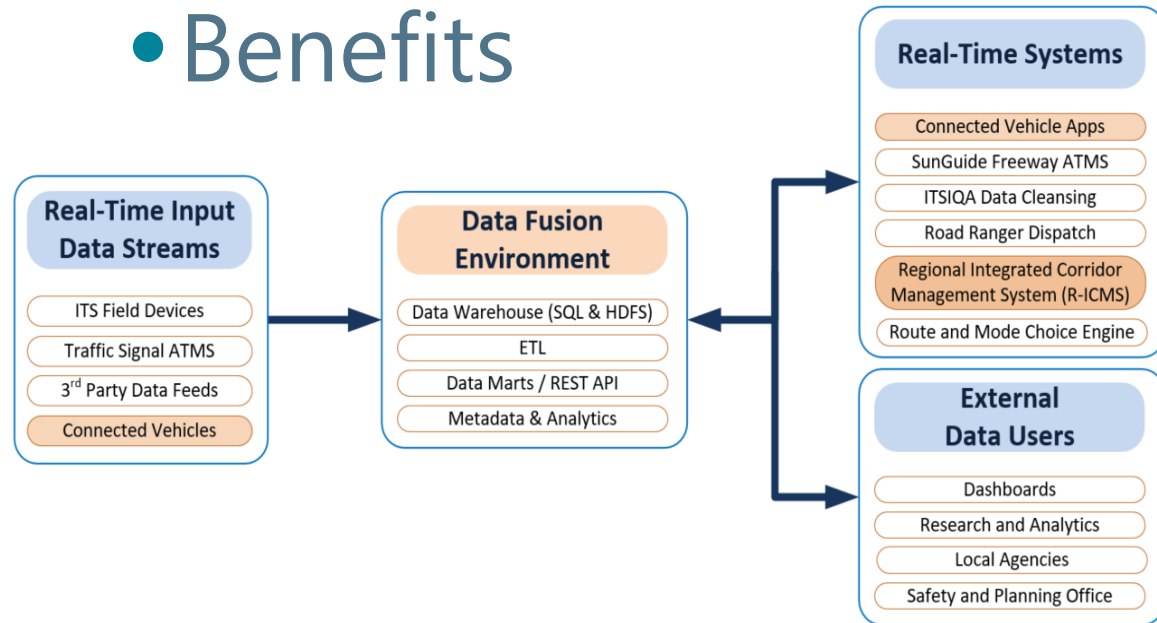 • Benefits
Real-Time Input
Data Streams
ITS Field Devices
Traffic Signal ATMS
3rd Party Data Feeds
Connected Vehicles
Data Fusion
Environment
Data Warehouse (SQL & HDFS)
ETL
Data Marts / REST API
Metadata & Analytics
Real-Time Systems
Connected Vehicle Apps
SunGuide Freeway ATMS
ITSIQA Data Cleansing
Road Ranger Dispatch
Regional Integrated Corridor
Management System (R-ICMS)
Route and Mode Choice Engine
External
Data Users
Dashboards
Research and Analytics
Local Agencies
Safety and Planning Office